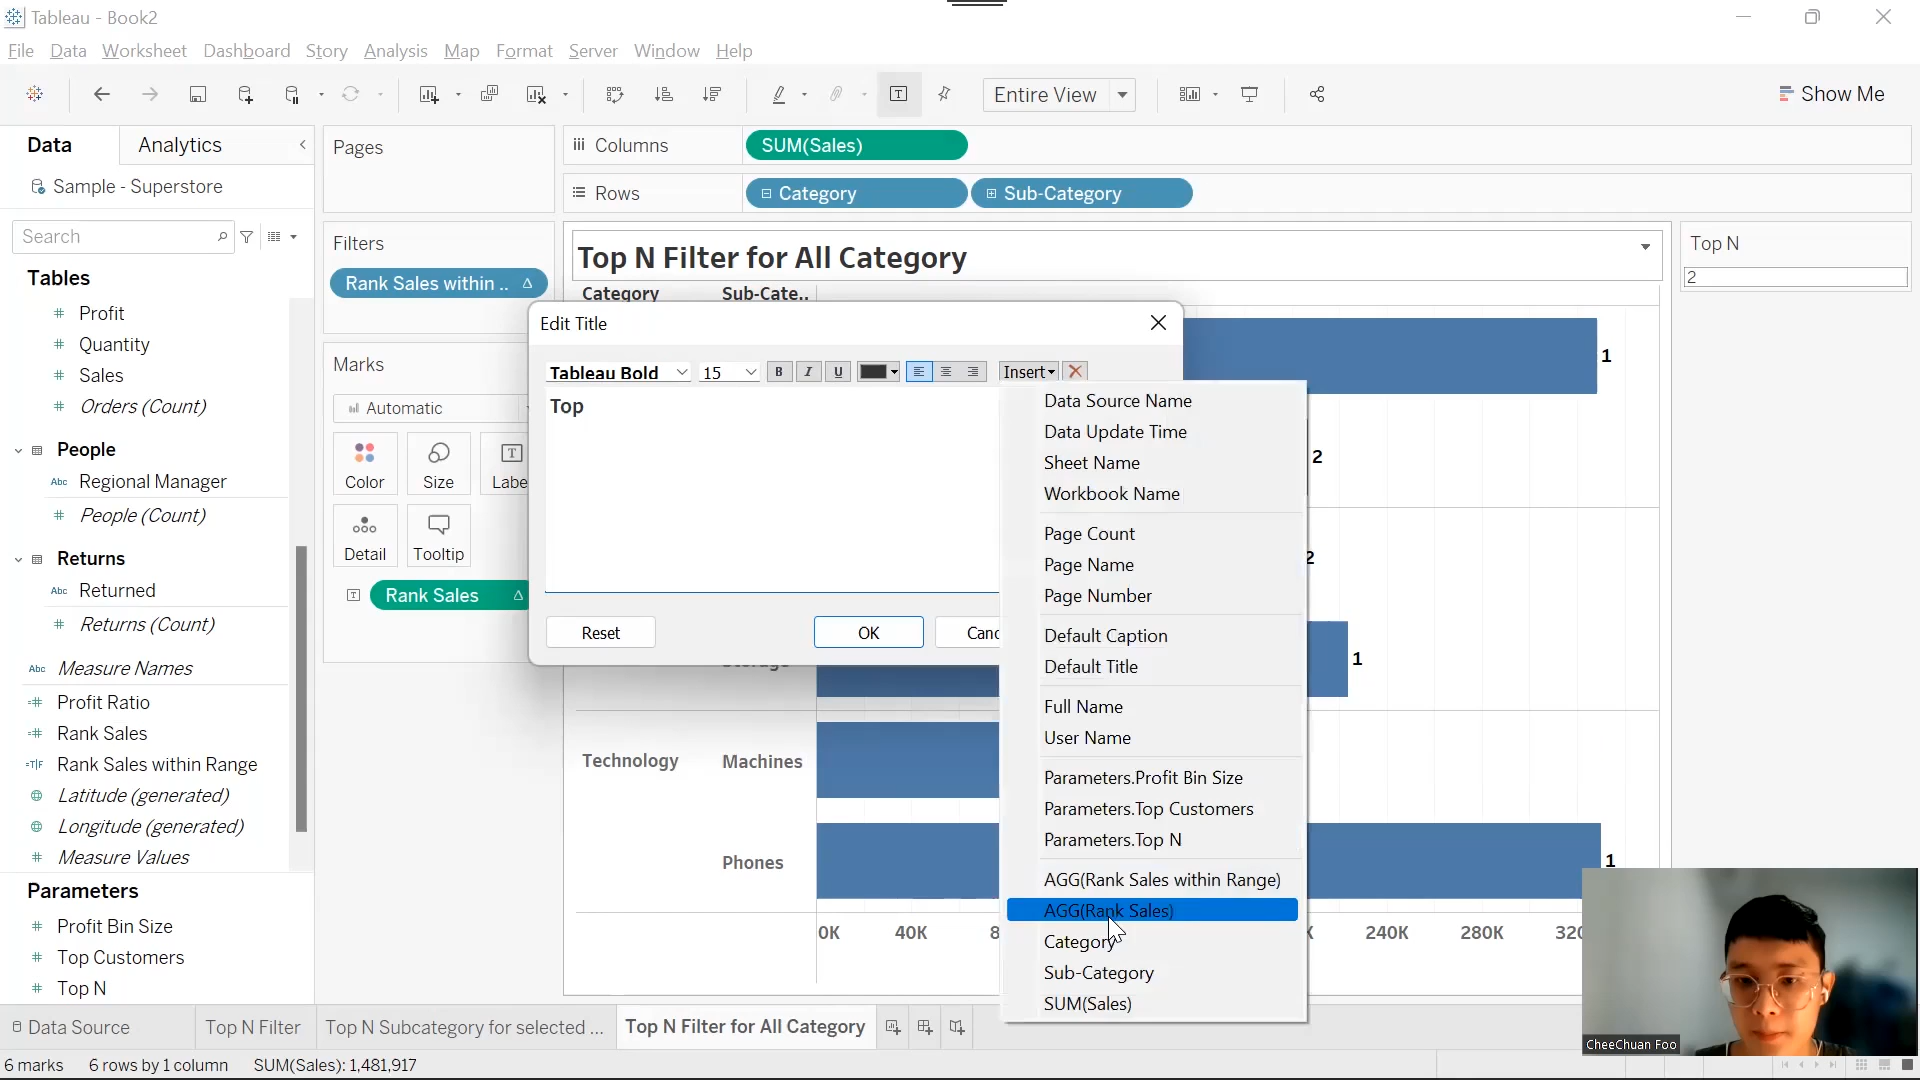 Tableau - Book2
File Data Worksheet Dashboard Story Analysis Map Format Server Window Help
Entire View
Show Me
Data
Analytics
Sample - Superstore
Search
Tables
Profit
Quantity
Sales
Orders (Count)
People
Regional Manager
People (Count)
Returns
Abc Returned
Returns (Count)
Abc Measure Names
Profit Ratio
Rank Sales
Rank Sales within Range
Latitude (generated)
Longitude (generated)
Measure Values
Parameters
Profit Bin Size
Top Customers
Top N
Pages
Filters
Rank Sales within ..
Marks
Automatic
Color
Size
Labe
Detail
Tooltip
Rank Sales
Columns
SUM(Sales)
Rows
Category
Sub-Category
Top N Filter for All Category
Category Sub-Cate..
Top N
2
Edit Title
Tableau Bold 15 B I U Insert
Top
Reset
OK
Canc
Data Source Name
Data Update Time
Sheet Name
Workbook Name
Page Count
Page Name
Page Number
Default Caption
Default Title
Full Name
User Name
Parameters.Profit Bin Size
Parameters.Top Customers
Parameters.Top N
AGG(Rank Sales within Range)
AGG(Rank Sales)
Category
Sub-Category
SUM(Sales)
1
2
2
1
Technology Machines
Phones
1
0K 40K 8 K 240K 280K 320
CheeChuan Foo
Data Source
Top N Filter
Top N Subcategory for selected ...
Top N Filter for All Category
6 marks 6 rows by 1 column SUM(Sales): 1,481,917